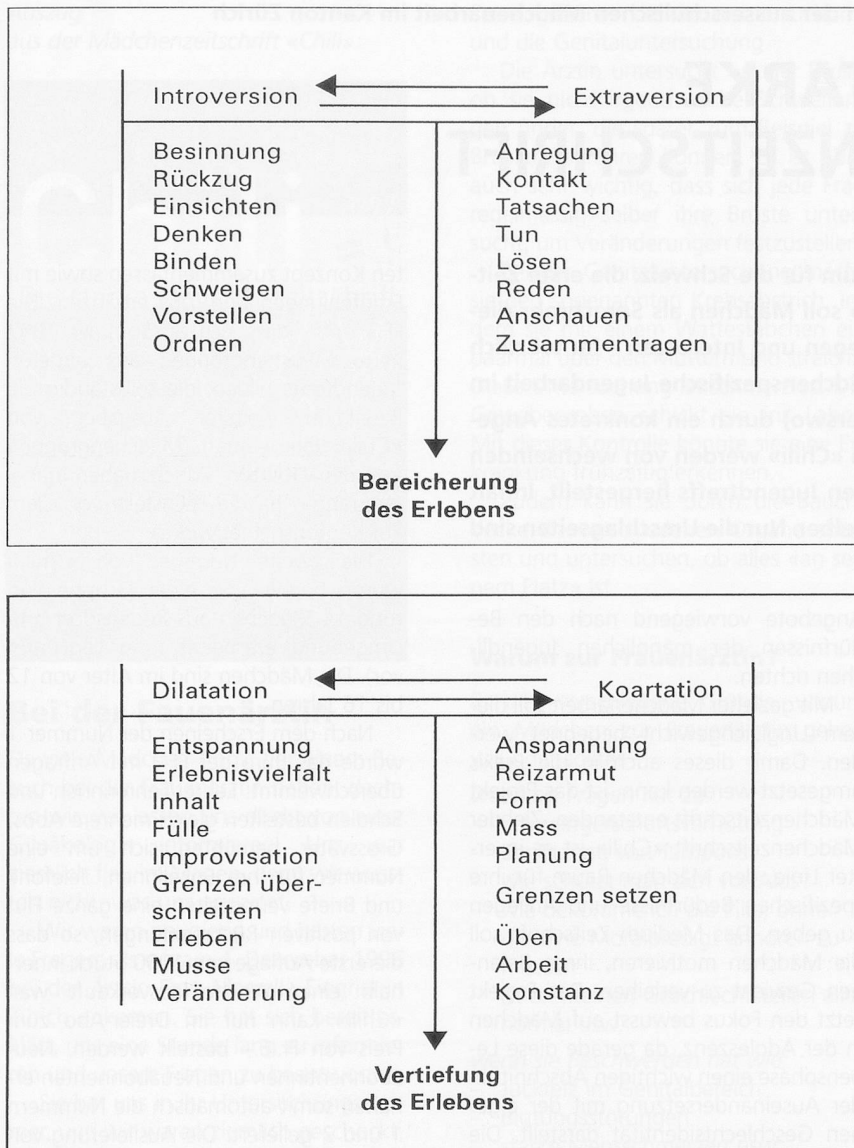 Introversion Extraversion
Besinnung Anregung
Rückzug Kontakt
Einsichten Tatsachen
Denken Tun
Binden Lösen
Schweigen Reden
Vorstellen Anschauen
Ordnen Zusammentragen
Bereicherung
des Erlebens
Dilatation Koartation
Entspannung Anspannung
Erlebnisvielfalt Reizarmut
Inhalt Form
Fülle Mass
Improvisation Planung
Grenzen über- Grenzen setzen
schreiten
Erleben Üben
Musse Arbeit
Veränderung Konstanz
Vertiefung
des Erlebens